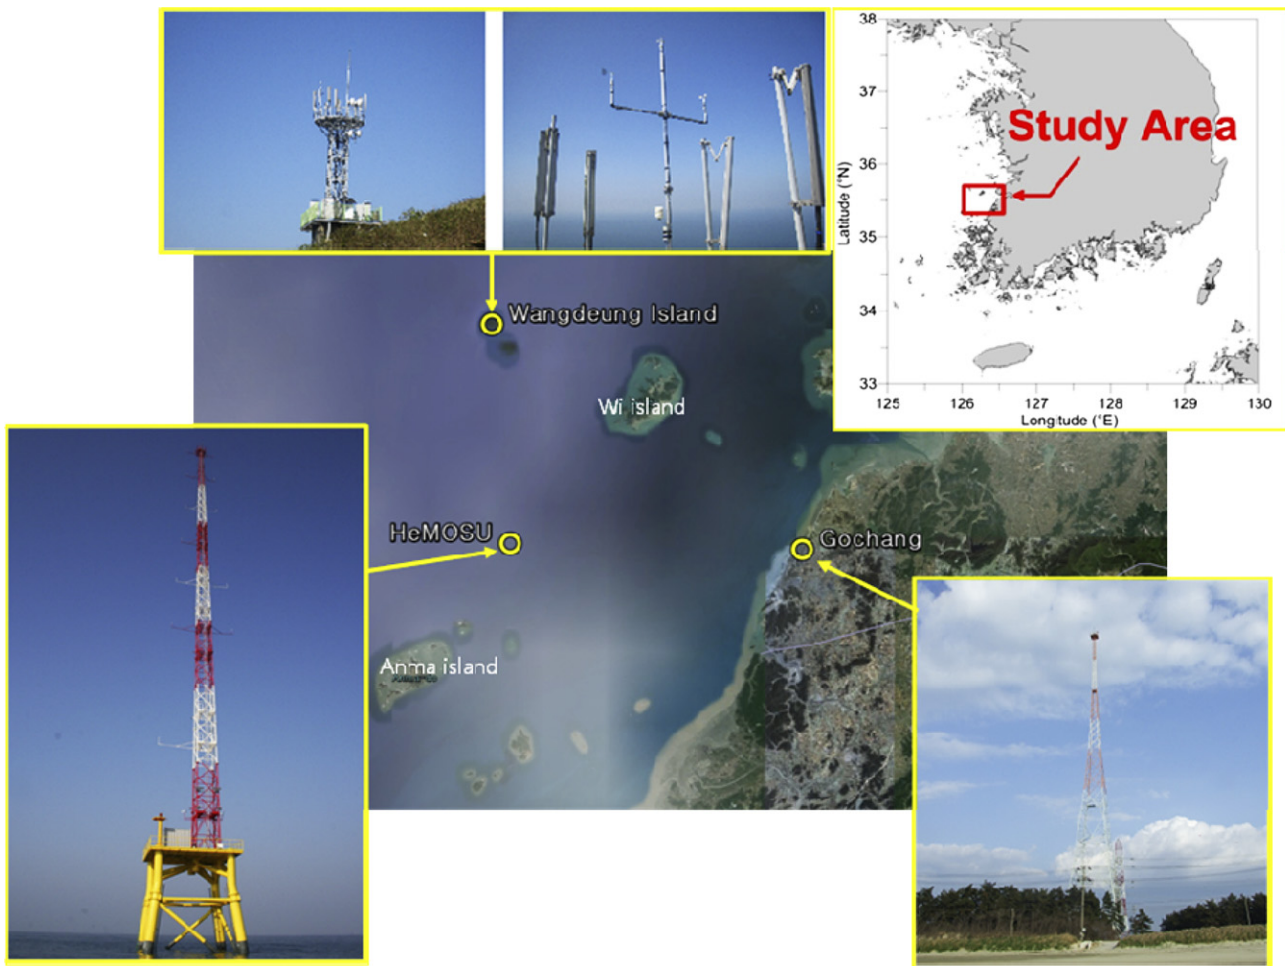 38
37
36
35
34
33
Latitude (°N)
Study Area
125
126
127
128
129
130
Longitude (°E)
Wangdeung Island
Wi island
HeMOSU
Gochang
Anma island